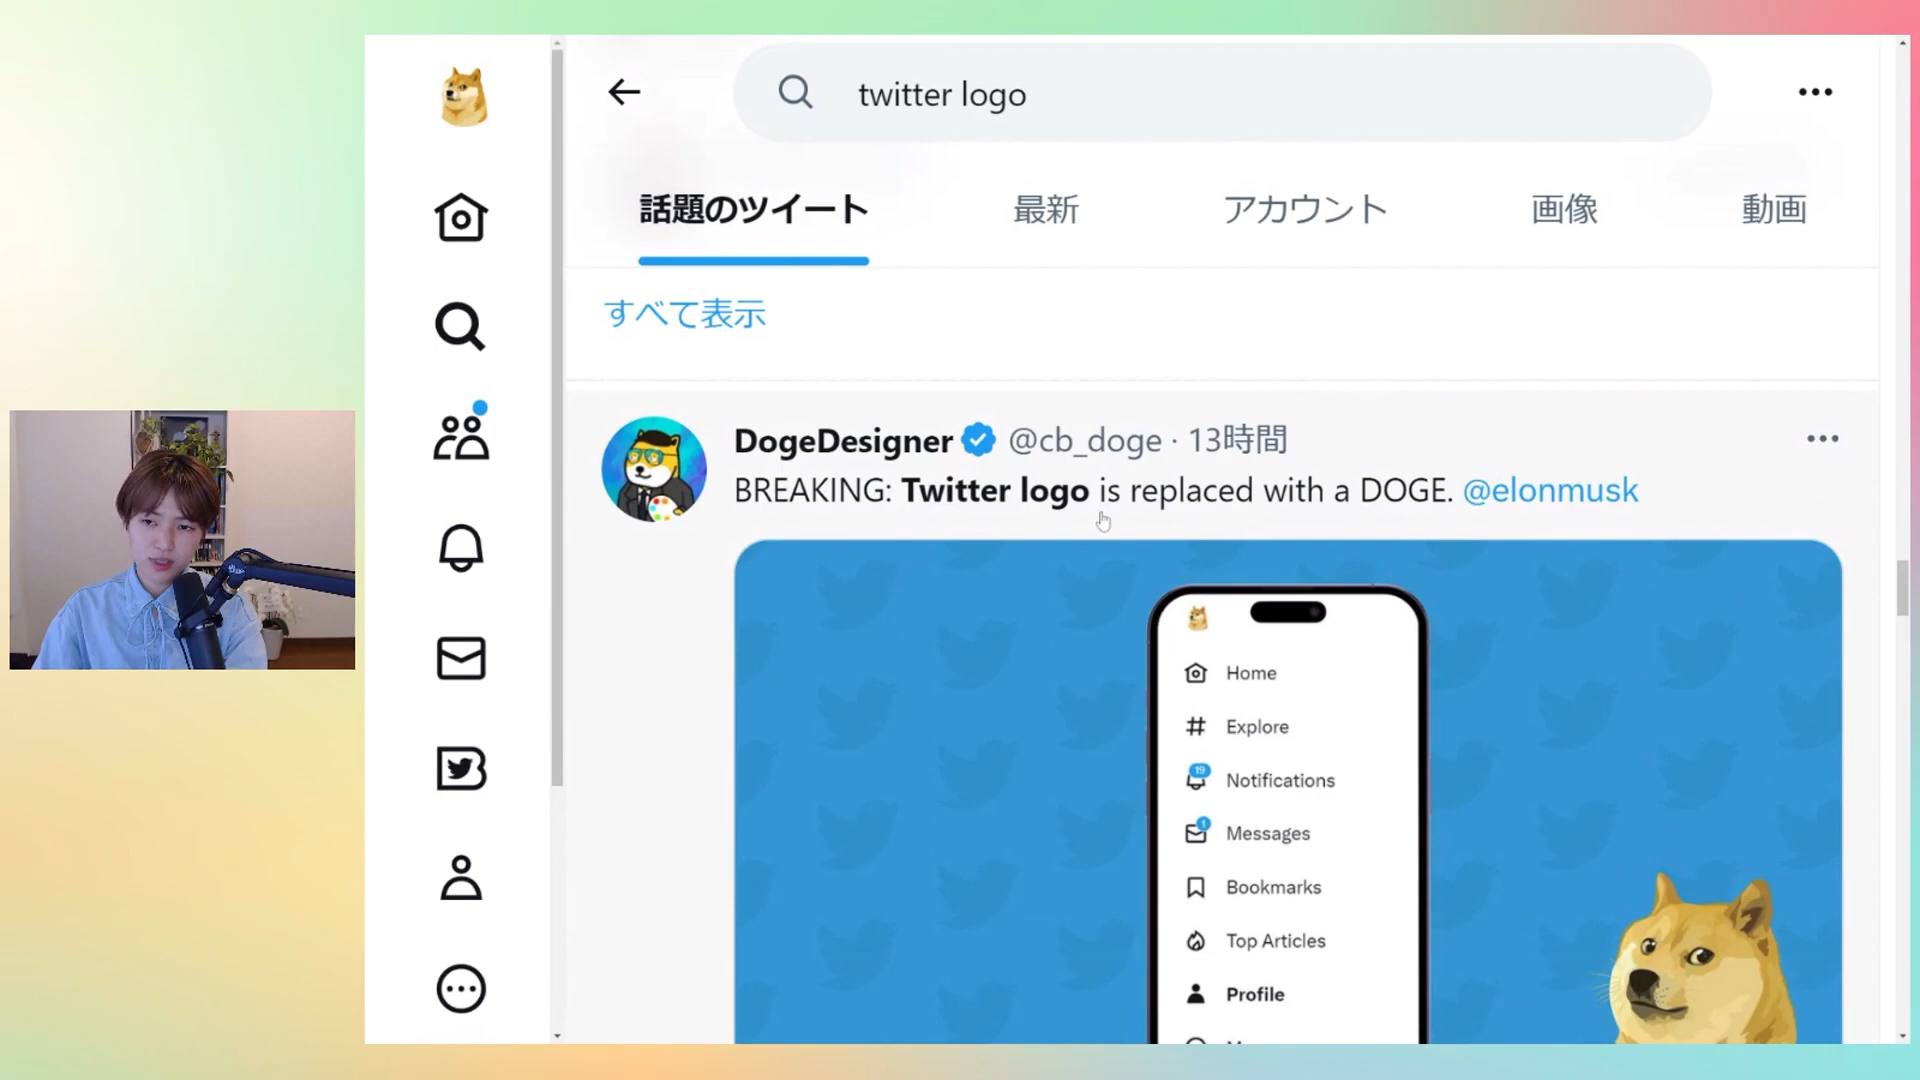 twitter logo
話題のツイート 最新 アカウント 画像 動画
すべて表示
DogeDesigner @cb_doge · 13時間
BREAKING: Twitter logo is replaced with a DOGE. @elonmusk
Home
Explore
19
Notifications
1
Messages
Bookmarks
Top Articles
Profile